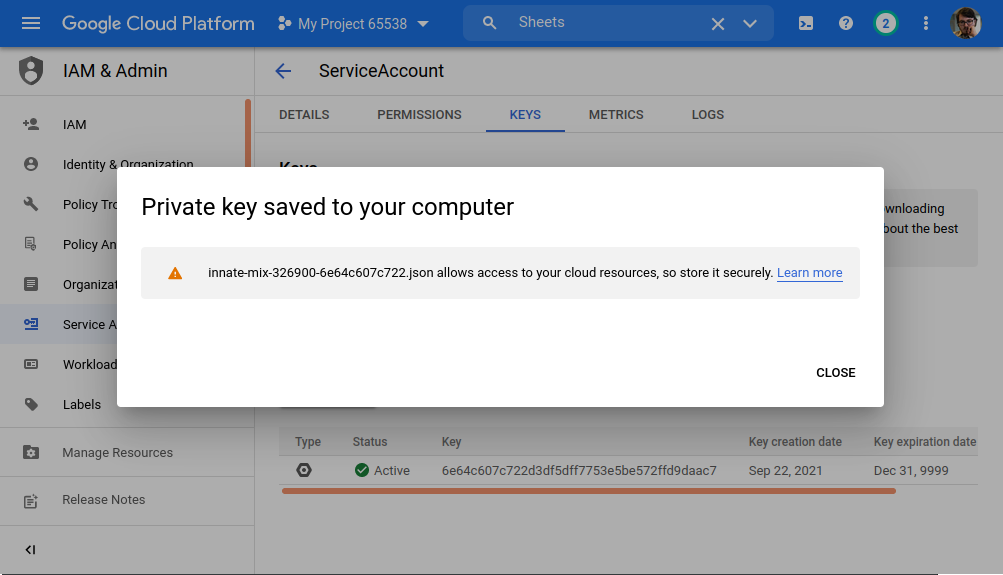 Google Cloud Platform
My Project 65538
Sheets
2
IAM & Admin
ServiceAccount
IAM
Identity & Organization
Policy Tro
Policy An
Organizat
Service A
Workload
Labels
Manage Resources
Release Notes
DETAILS PERMISSIONS KEYS METRICS LOGS
Keys
wnloading
bout the best
Private key saved to your computer
innate-mix-326900-6e64c607c722.json allows access to your cloud resources, so store it securely. Learn more
CLOSE
Type Status Key Key creation date Key expiration date
Active 6e64c607c722d3df5dff7753e5be572ffd9daac7 Sep 22, 2021 Dec 31, 9999